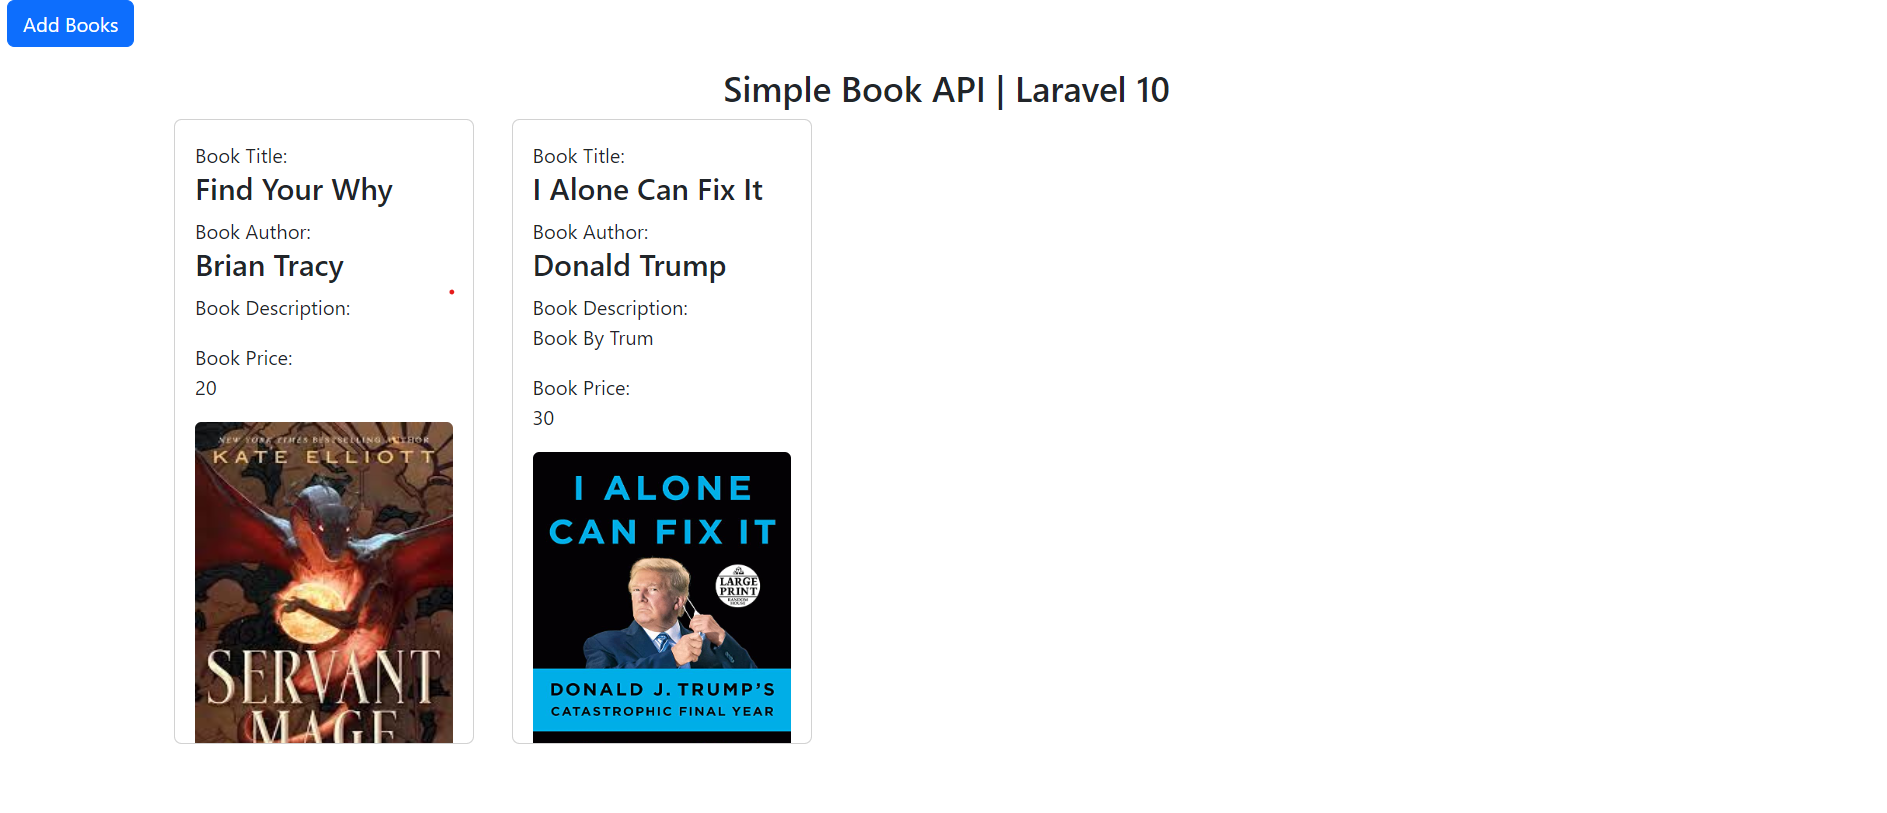 Add Books
Simple Book API | Laravel 10
Book Title:
Find Your Why
Book Author:
Brian Tracy
Book Description:
Book Price:
20
NEW YORK TIMES BESTSELLING AUTHOR
KATE ELLIOTT
SERVANT
MAGE
Book Title:
I Alone Can Fix It
Book Author:
Donald Trump
Book Description:
Book By Trum
Book Price:
30
I ALONE
CAN FIX IT
LARGE
PRINT
RANDOM
HOUSE
DONALD J. TRUMP'S
CATASTROPHIC FINAL YEAR